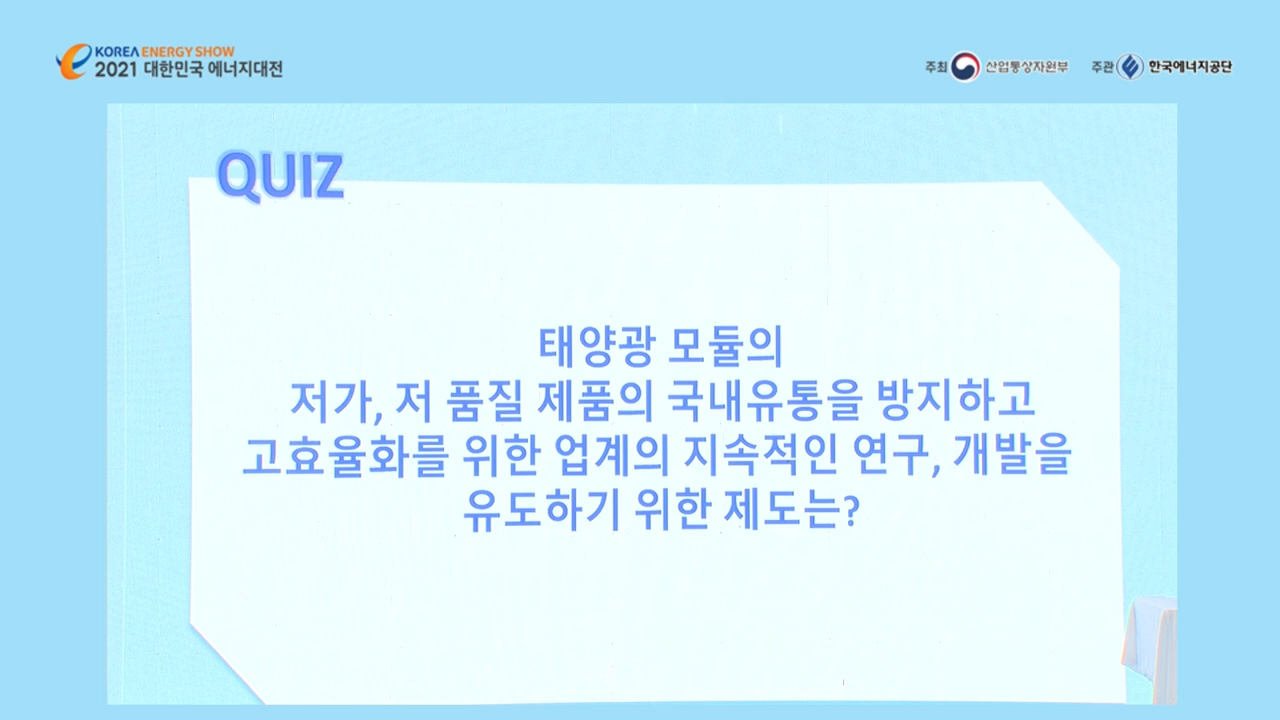 KOREA ENERGY SHOW
2021 대한민국 에너지대전
주최 산업통상자원부 주관 한국에너지공단
QUIZ
태양광 모듈의
저가, 저 품질 제품의 국내유통을 방지하고
고효율화를 위한 업계의 지속적인 연구, 개발을
유도하기 위한 제도는?